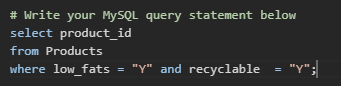 # Write your MySQL query statement below
select product_id
from Products
where low_fats = "Y" and recyclable  = "Y";